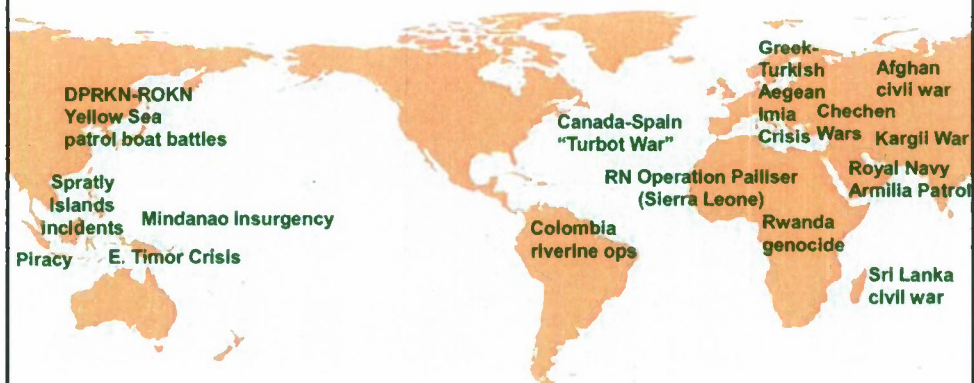 DPRKN-ROKN
Yellow Sea
patrol boat battles
Spratly
Islands
incidents
Mindanao Insurgency
Piracy
E. Timor Crisis
Canada-Spain
"Turbot War"
RN Operation Palliser
(Sierra Leone)
Colombia
riverine ops
Greek-
Turkish
Aegean
Imia
Crisis
Afghan
civil war
Chechen
Wars
Kargil War
Royal Navy
Armilla Patrol
Rwanda
genocide
Sri Lanka
civil war